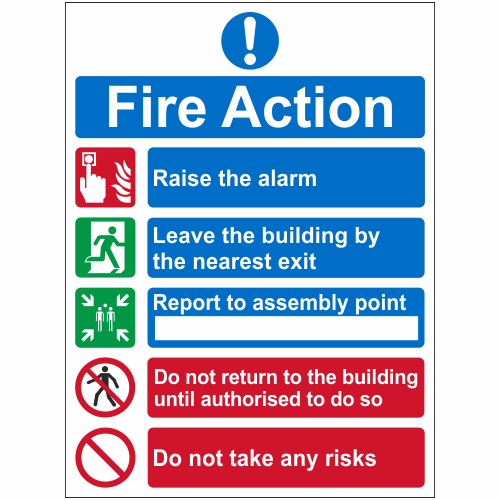 Fire Action
Raise the alarm
Leave the building by
the nearest exit
Report to assembly point
Do not return to the building
until authorised to do so
Do not take any risks